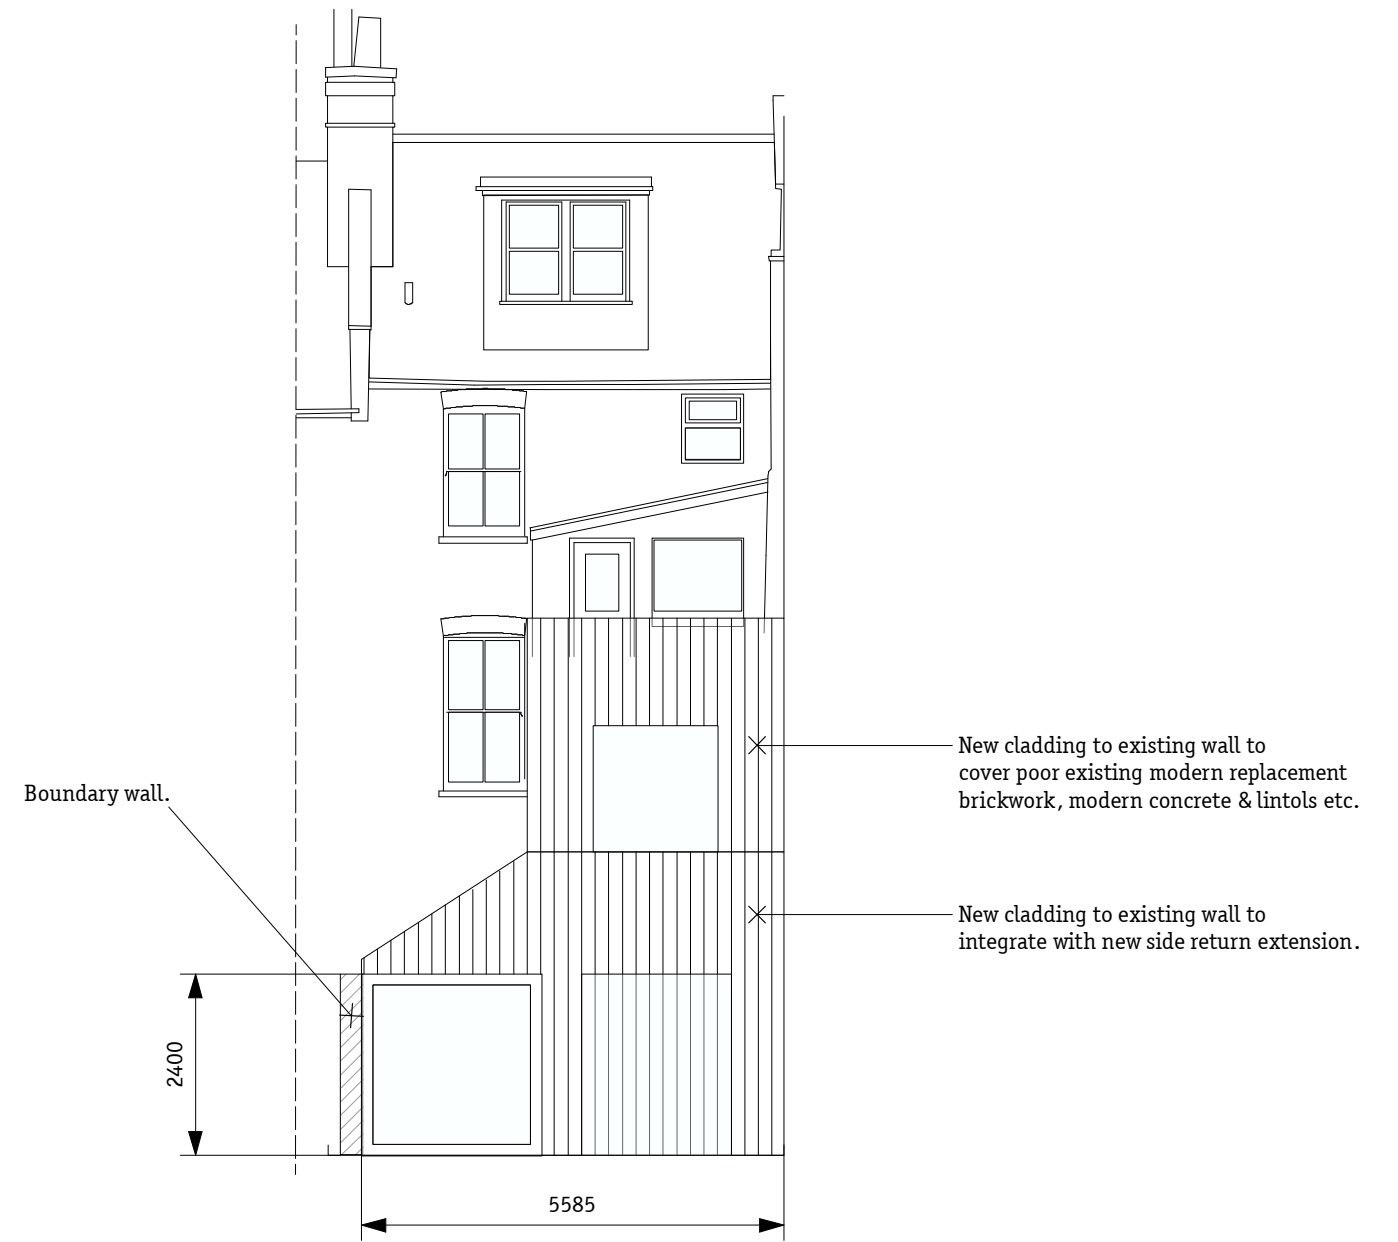 New cladding to existing wall to
cover poor existing modern replacement
brickwork, modern concrete & lintols etc.
Boundary wall.
New cladding to existing wall to
integrate with new side return extension.
2400
5585